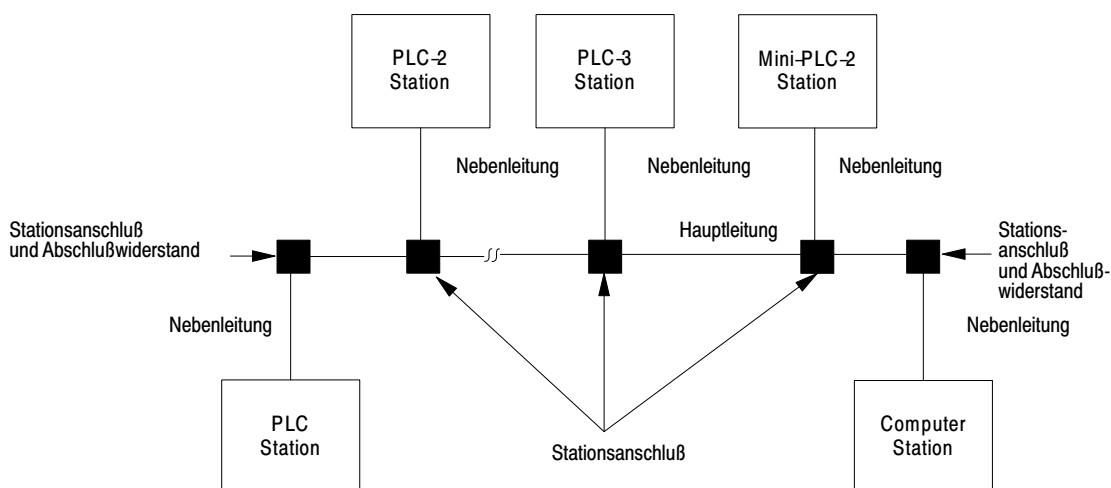 PLC-2
Station
PLC-3
Station
Mini-PLC-2
Station
Nebenleitung
Nebenleitung
Nebenleitung
Stationsanschluß
und Abschlußwiderstand
Hauptleitung
Stations-
anschluß
und Abschluß-
widerstand
Nebenleitung
Nebenleitung
PLC
Station
Stationsanschluß
Computer
Station